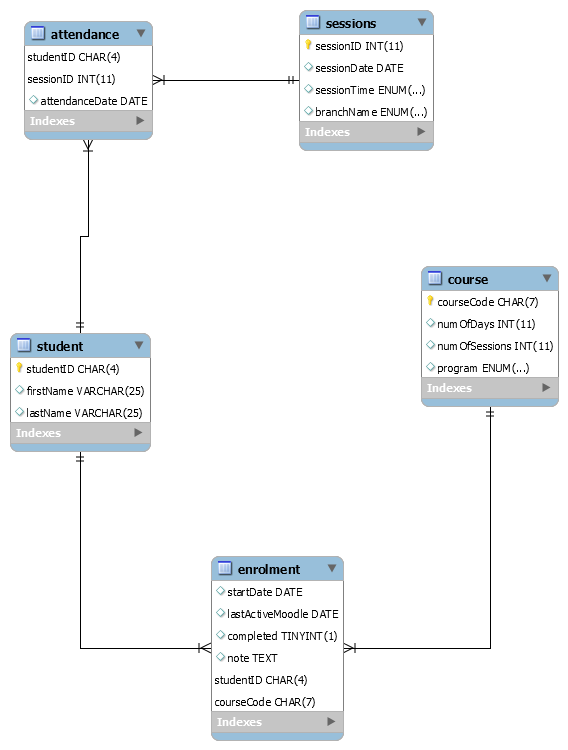 attendance
studentID CHAR(4)
sessionID INT(11)
attendanceDate DATE
Indexes
sessions
sessionID INT(11)
sessionDate DATE
sessionTime ENUM(...)
branchName ENUM(...)
Indexes
course
courseCode CHAR(7)
numOfDays INT(11)
numOfSessions INT(11)
program ENUM(...)
Indexes
student
studentID CHAR(4)
firstName VARCHAR(25)
lastName VARCHAR(25)
Indexes
enrolment
startDate DATE
lastActiveMoodle DATE
completed TINYINT(1)
note TEXT
studentID CHAR(4)
courseCode CHAR(7)
Indexes